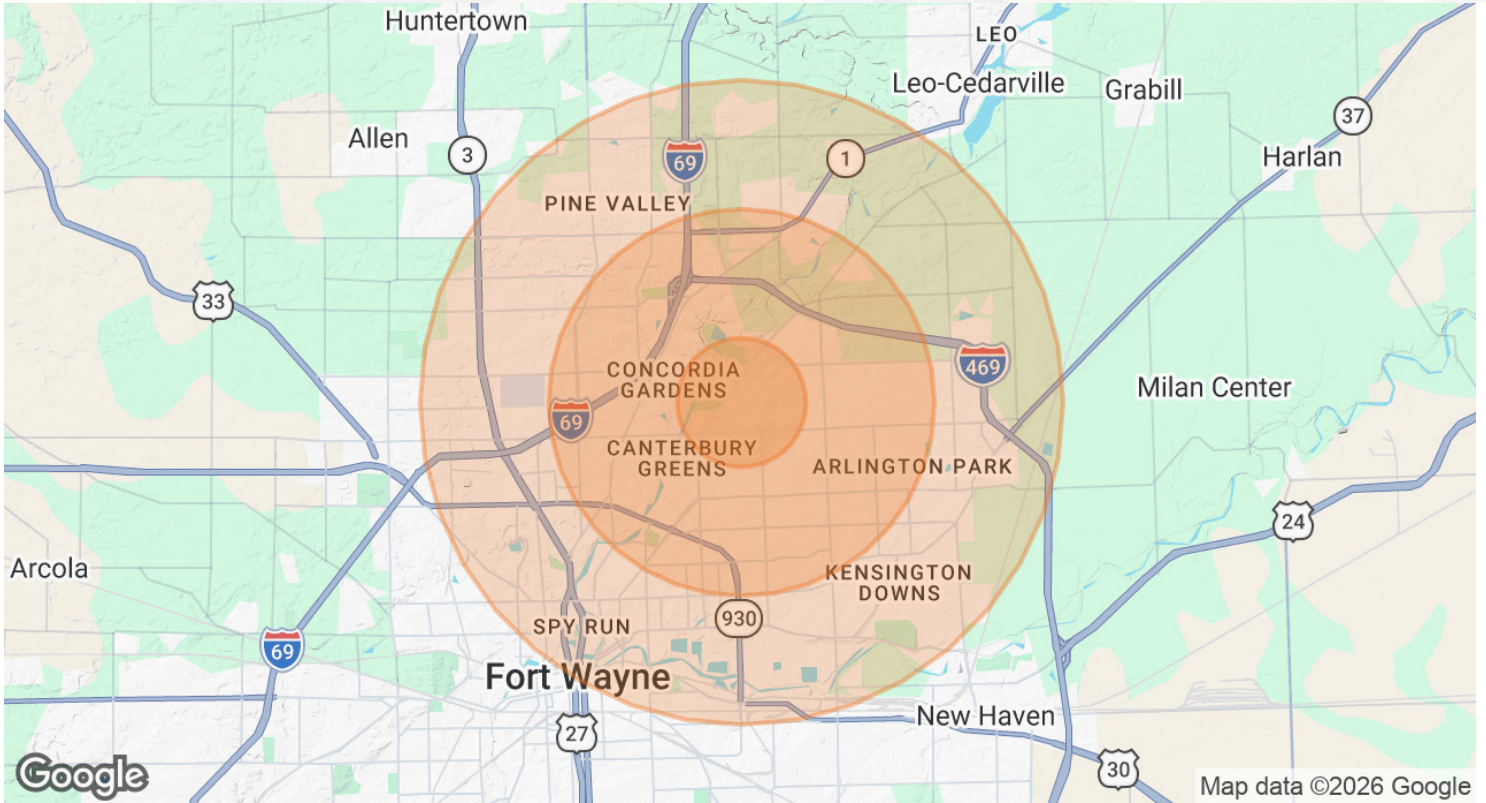 Huntertown
LEO
Leo-Cedarville
Grabill
37
Allen
3
69
1
Harlan
PINE VALLEY
33
CONCORDIA
GARDENS
469
Milan Center
69
CANTERBURY
GREENS
ARLINGTON PARK
24
Arcola
KENSINGTON
DOWNS
930
SPY RUN
69
Fort Wayne
New Haven
27
30
Google
Map data ©2026 Google